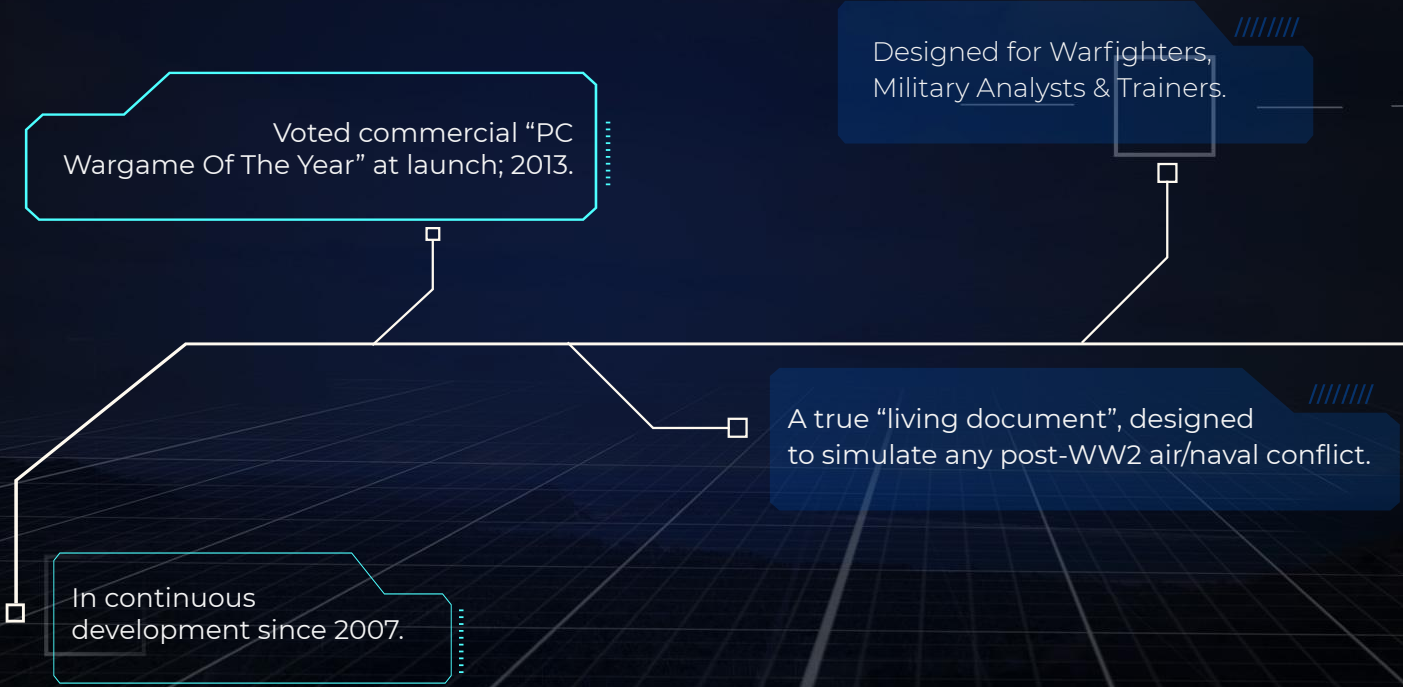 Designed for Warfighters,
Military Analysts & Trainers.
Voted commercial “PC
Wargame Of The Year” at launch; 2013.
A true “living document”, designed
to simulate any post-WW2 air/naval conflict.
In continuous
development since 2007.